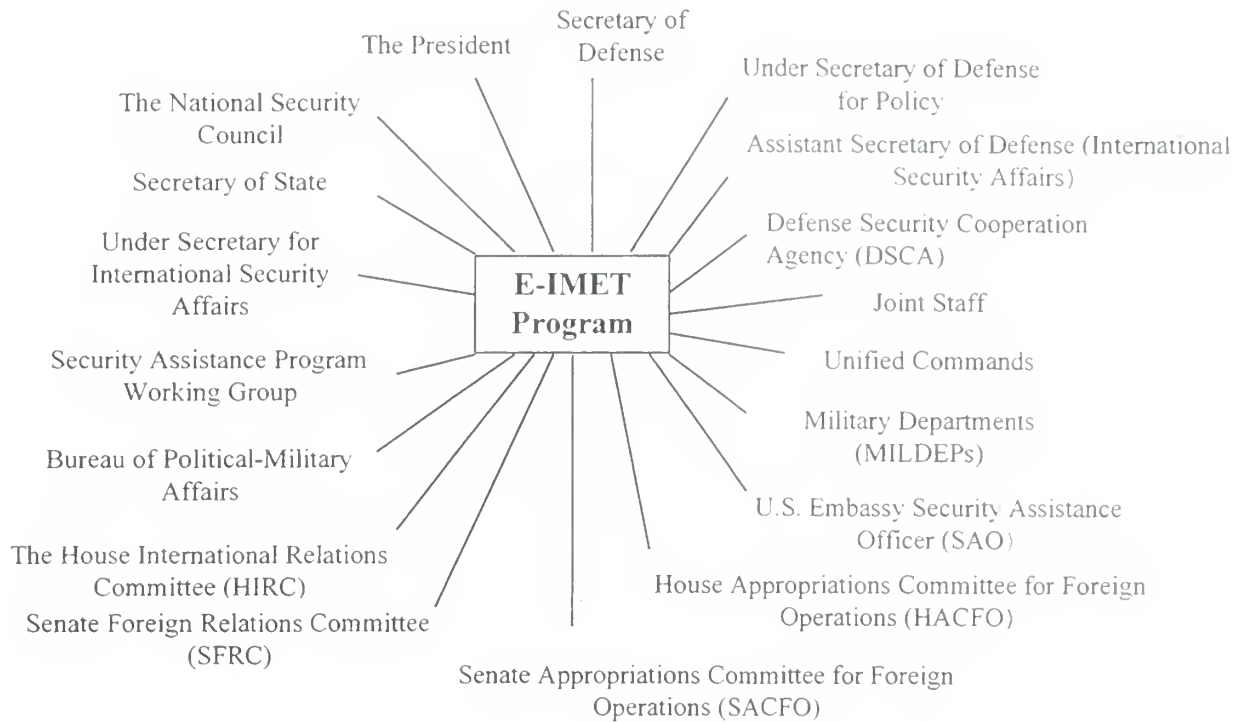 Secretary of
Defense
The President
Under Secretary of Defense
for Policy
The National Security
Council
Assistant Secretary of Defense (International
Security Affairs)
Secretary of State
Defense Security Cooperation
Agency (DSCA)
Under Secretary for
International Security
Affairs
E-IMET
Program
Joint Staff
Security Assistance Program
Working Group
Unified Commands
Military Departments
(MILDEPs)
Bureau of Political-Military
Affairs
U.S. Embassy Security Assistance
Officer (SAO)
The House International Relations
Committee (HIRC)
House Appropriations Committee for Foreign
Operations (HACFO)
Senate Foreign Relations Committee
(SFRC)
Senate Appropriations Committee for Foreign
Operations (SACFO)